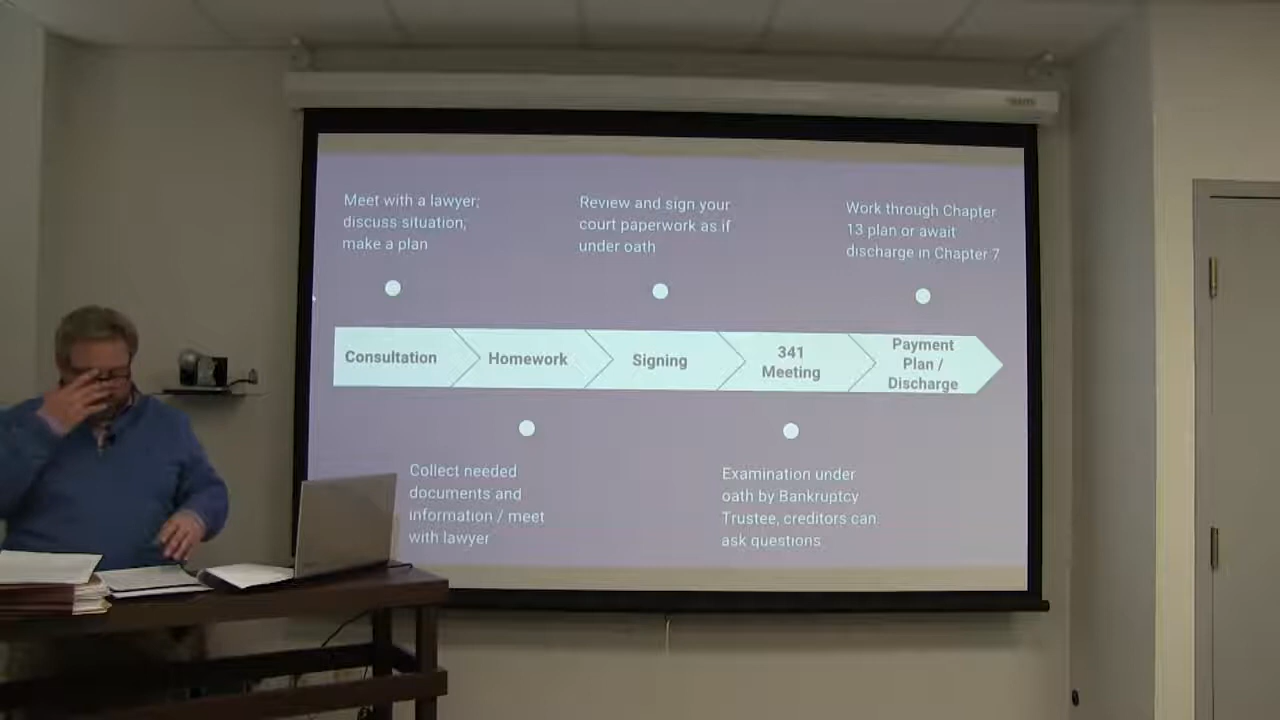 Meet with a lawyer;
discuss situation;
make a plan
Review and sign your
court paperwork as if
under oath
Work through Chapter
13 plan or await
discharge in Chapter 7
Consultation
Homework
Signing
341
Meeting
Payment
Plan /
Discharge
Collect needed
documents and
information / meet
with lawyer
Examination under
oath by Bankruptcy
Trustee, creditors can
ask questions